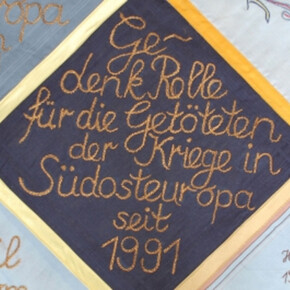 Ge-
denk Rolle
für die Getöteten
der Kriege in
Südosteuropa
seit
1991